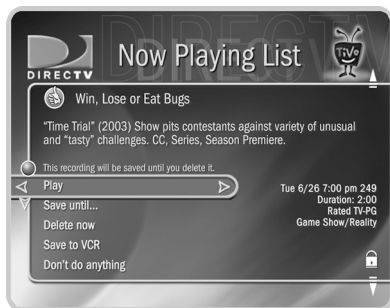 DIRECTV
Now Playing List
TiVo
Win, Lose or Eat Bugs
"Time Trial" (2003) Show pits contestants against variety of unusual
and "tasty" challenges. CC, Series, Season Premiere.
This recording will be saved until you delete it.
Play
Save until...
Delete now
Save to VCR
Don't do anything
Tue 6/26 7:00 pm 249
Duration: 2:00
Rated TV-PG
Game Show/Reality